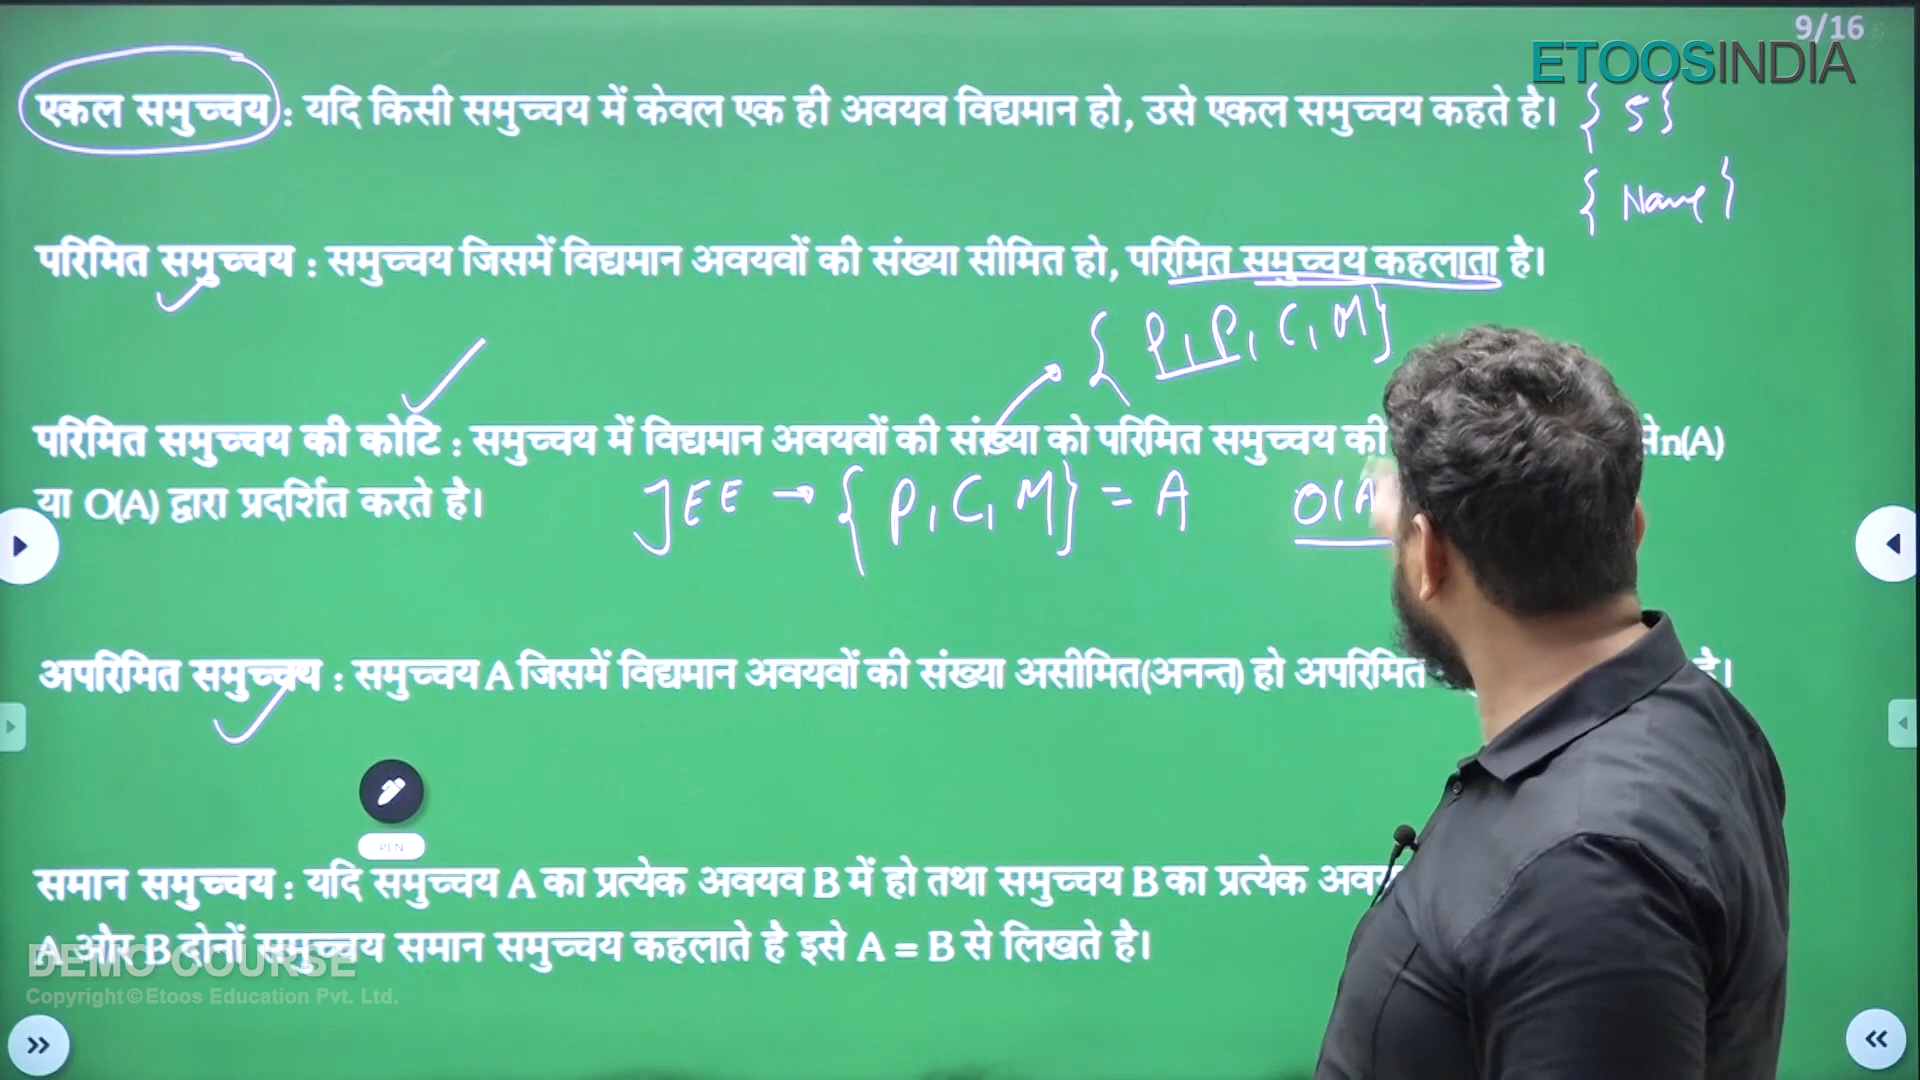 9/16
ETOOSINDIA
एकल समुच्चय : यदि किसी समुच्चय में केवल एक ही अवयव विद्यमान हो, उसे एकल समुच्चय कहते है। { 5 }
{ Name }
परिमित समुच्चय : समुच्चय जिसमें विद्यमान अवयवों की संख्या सीमित हो, परिमित समुच्चय कहलाता है।
{ P, P, C, M }
परिमित समुच्चय की कोटि : समुच्चय में विद्यमान अवयवों की संख्या को परिमित समुच्चय की से n(A)
या O(A) द्वारा प्रदर्शित करते है। JEE → { P, C, M } = A O(A
अपरिमित समुच्चय : समुच्चय A जिसमें विद्यमान अवयवों की संख्या असीमित(अनन्त) हो अपरिमित है।
PEN
समान समुच्चय : यदि समुच्चय A का प्रत्येक अवयव B में हो तथा समुच्चय B का प्रत्येक
A और B दोनों समुच्चय समान समुच्चय कहलाते है इसे A = B से लिखते है।
DEMO COURSE
Copyright © Etoos Education Pvt. Ltd.